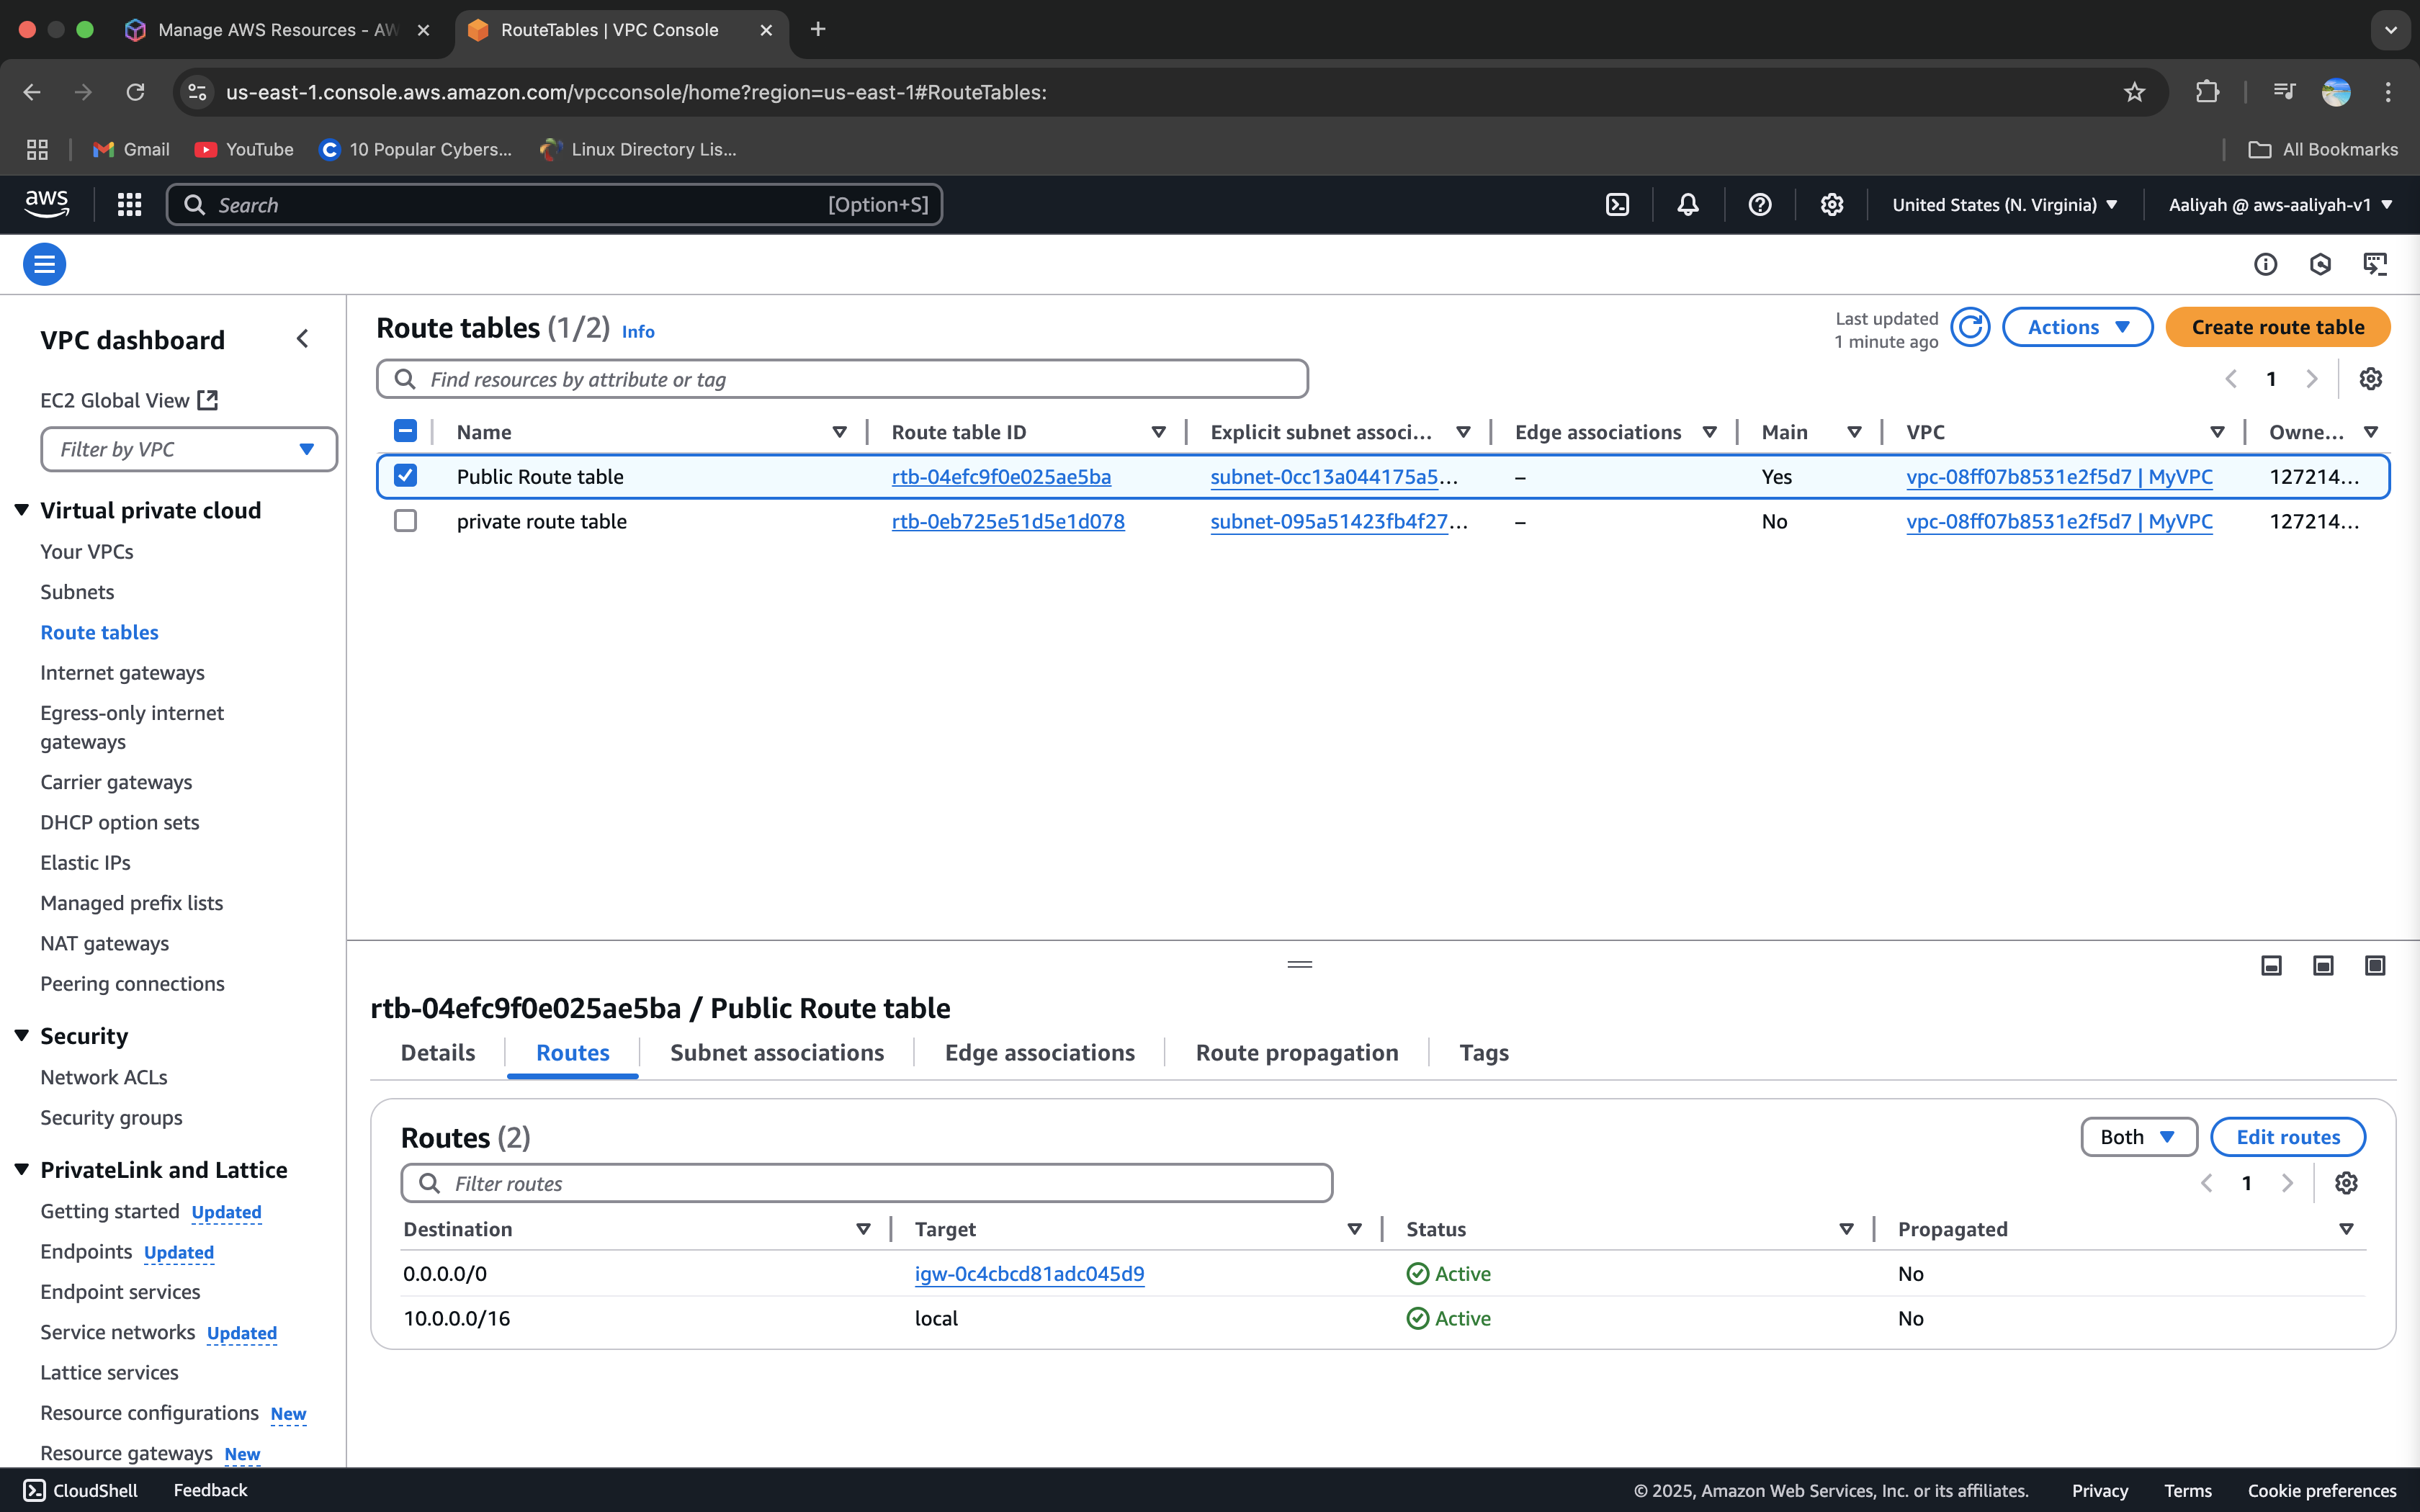 Manage AWS Resources - AW
RouteTables | VPC Console
us-east-1.console.aws.amazon.com/vpcconsole/home?region=us-east-1#RouteTables:
Gmail
YouTube
10 Popular Cybers...
Linux Directory Lis...
All Bookmarks
aws
Search
[Option+S]
United States (N. Virginia)
Aaliyah @ aws-aaliyah-v1
VPC dashboard
EC2 Global View
Filter by VPC
Virtual private cloud
Your VPCs
Subnets
Route tables
Internet gateways
Egress-only internet
gateways
Carrier gateways
DHCP option sets
Elastic IPs
Managed prefix lists
NAT gateways
Peering connections
Security
Network ACLs
Security groups
PrivateLink and Lattice
Getting started Updated
Endpoints Updated
Endpoint services
Service networks Updated
Lattice services
Resource configurations New
Resource gateways New
Route tables (1/2) Info
Last updated
1 minute ago
Actions
Create route table
Find resources by attribute or tag
1
Name Route table ID Explicit subnet associ... Edge associations Main VPC Owne...
Public Route table rtb-04efc9f0e025ae5ba subnet-0cc13a044175a5... – Yes vpc-08ff07b8531e2f5d7 | MyVPC 127214...
private route table rtb-0eb725e51d5e1d078 subnet-095a51423fb4f27... – No vpc-08ff07b8531e2f5d7 | MyVPC 127214...
rtb-04efc9f0e025ae5ba / Public Route table
Details Routes Subnet associations Edge associations Route propagation Tags
Routes (2)
Both
Edit routes
Filter routes
1
Destination Target Status Propagated
0.0.0.0/0 igw-0c4cbcd81adc045d9 Active No
10.0.0.0/16 local Active No
CloudShell Feedback
© 2025, Amazon Web Services, Inc. or its affiliates. Privacy Terms Cookie preferences